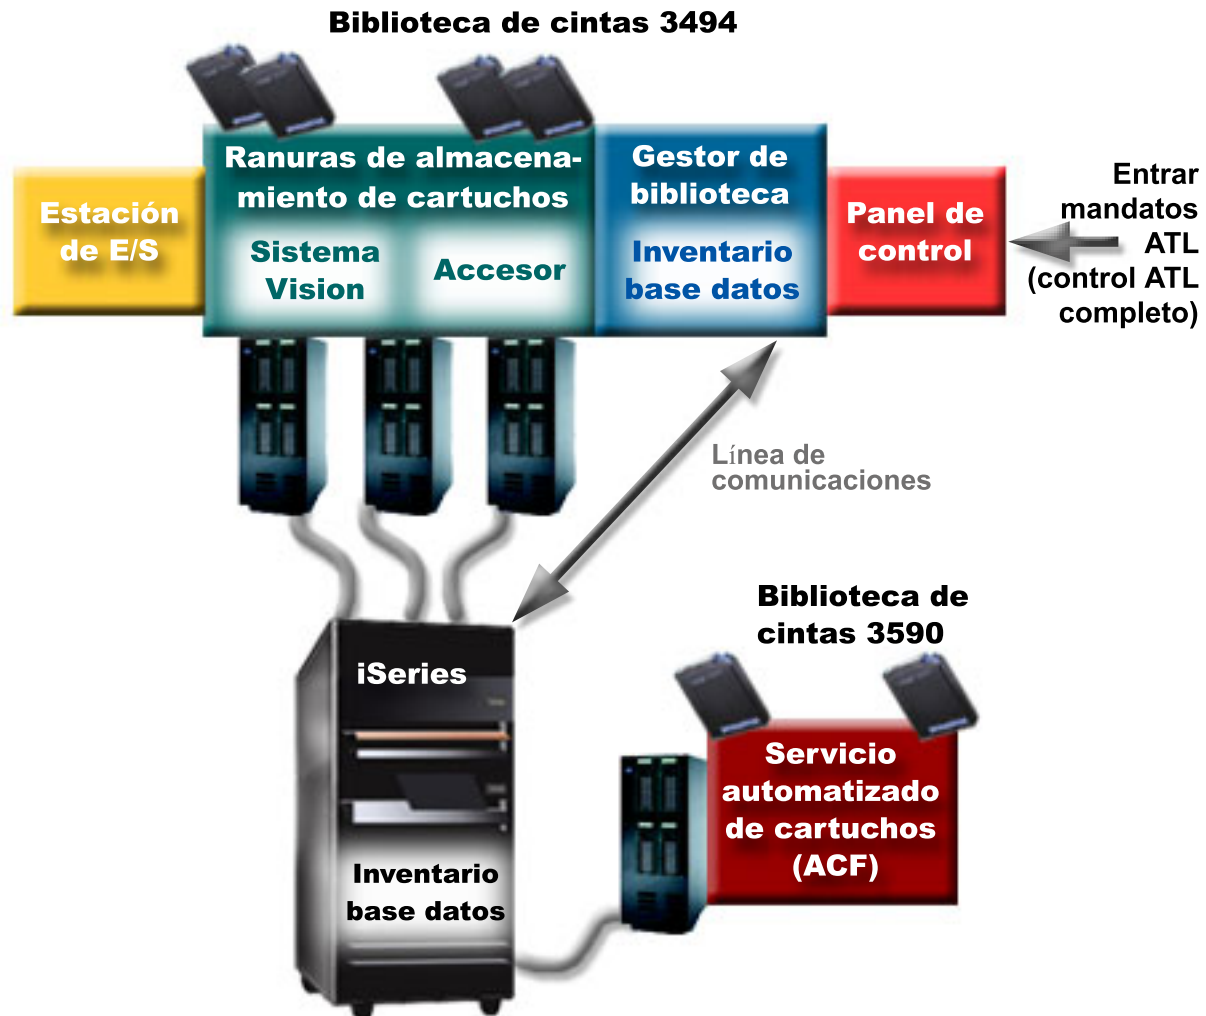 Biblioteca de cintas 3494
Ranuras de almacena-
miento de cartuchos
Gestor de
biblioteca
Estación
de E/S
Sistema
Vision
Accesor
Inventario
base datos
Panel de
control
Entrar
mandatos
ATL
(control ATL
completo)
Línea de
comunicaciones
Biblioteca de
cintas 3590
iSeries
Servicio
automatizado
de cartuchos
(ACF)
Inventario
base datos